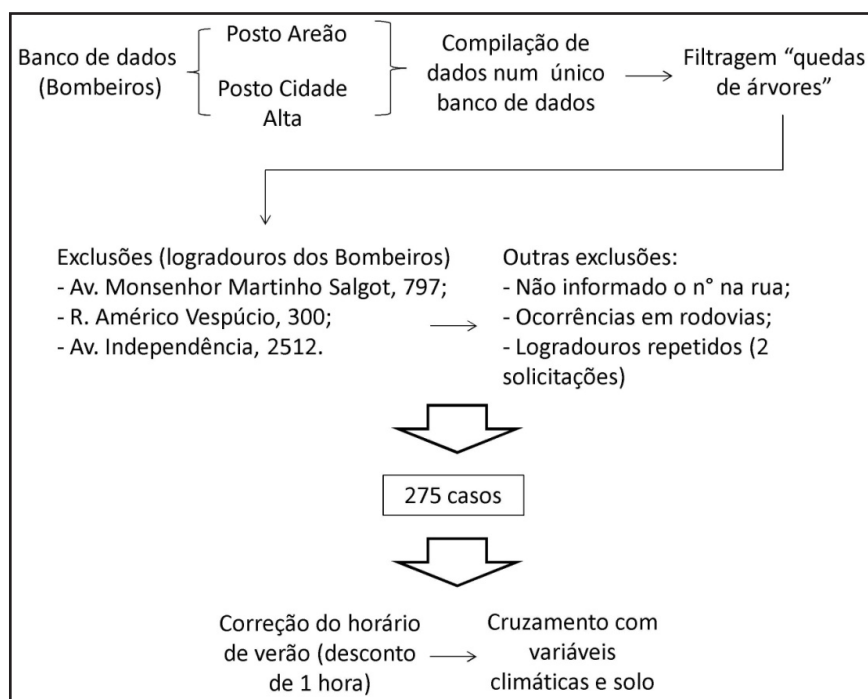 Banco de dados
(Bombeiros)
Posto Areão
Posto Cidade
Alta
Compilação de
dados num único
banco de dados
Filtragem “quedas
de árvores”
Exclusões (logradouros dos Bombeiros)
- Av. Monsenhor Martinho Salgot, 797;
- R. Américo Vespúcio, 300;
- Av. Independência, 2512.
Outras exclusões:
- Não informado o n° na rua;
- Ocorrências em rodovias;
- Logradouros repetidos (2
solicitações)
275 casos
Correção do horário
de verão (desconto
de 1 hora)
Cruzamento com
variáveis
climáticas e solo